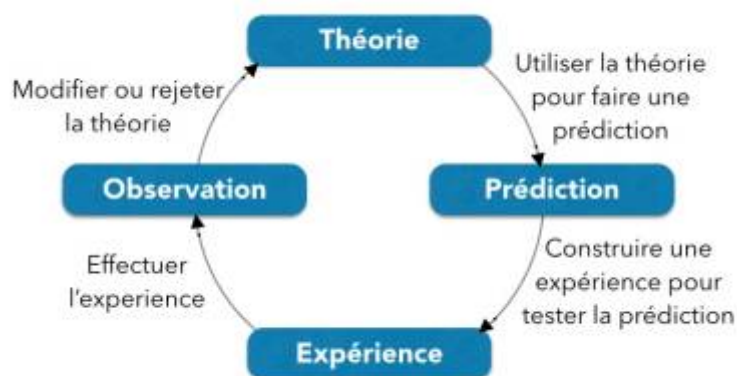 Théorie
Utiliser la théorie
pour faire une
prédiction
Prédiction
Construire une
expérience pour
tester la prédiction
Expérience
Effectuer
l'experience
Observation
Modifier ou rejeter
la théorie